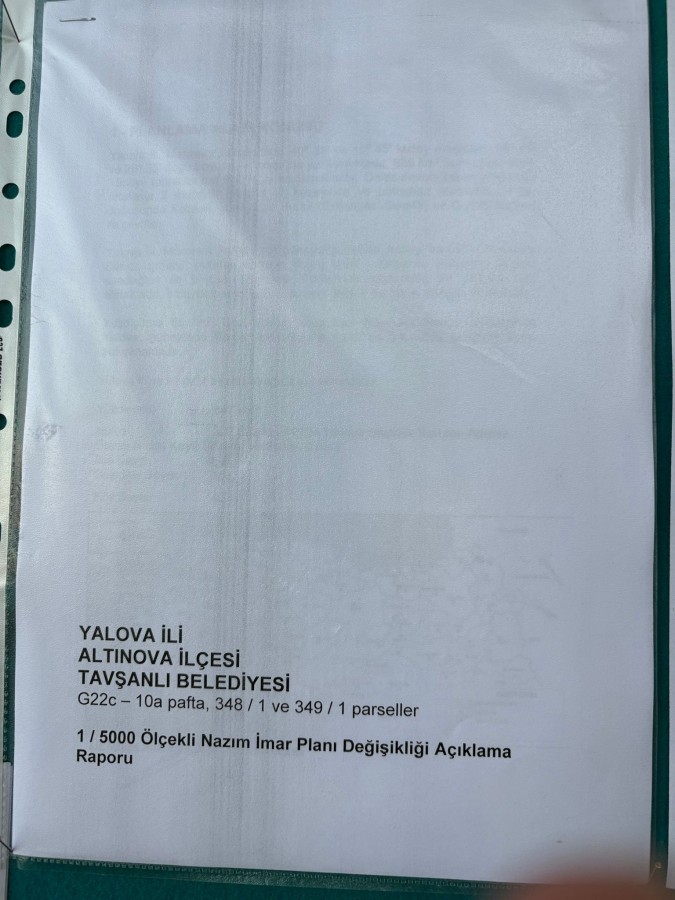 YALOVA İLİ
ALTINOVA İLÇESİ
TAVŞANLI BELEDİYESİ
G22c – 10a pafta, 348 / 1 ve 349 / 1 parseller
1 / 5000 Ölçekli Nazım İmar Planı Değişikliği Açıklama
Raporu